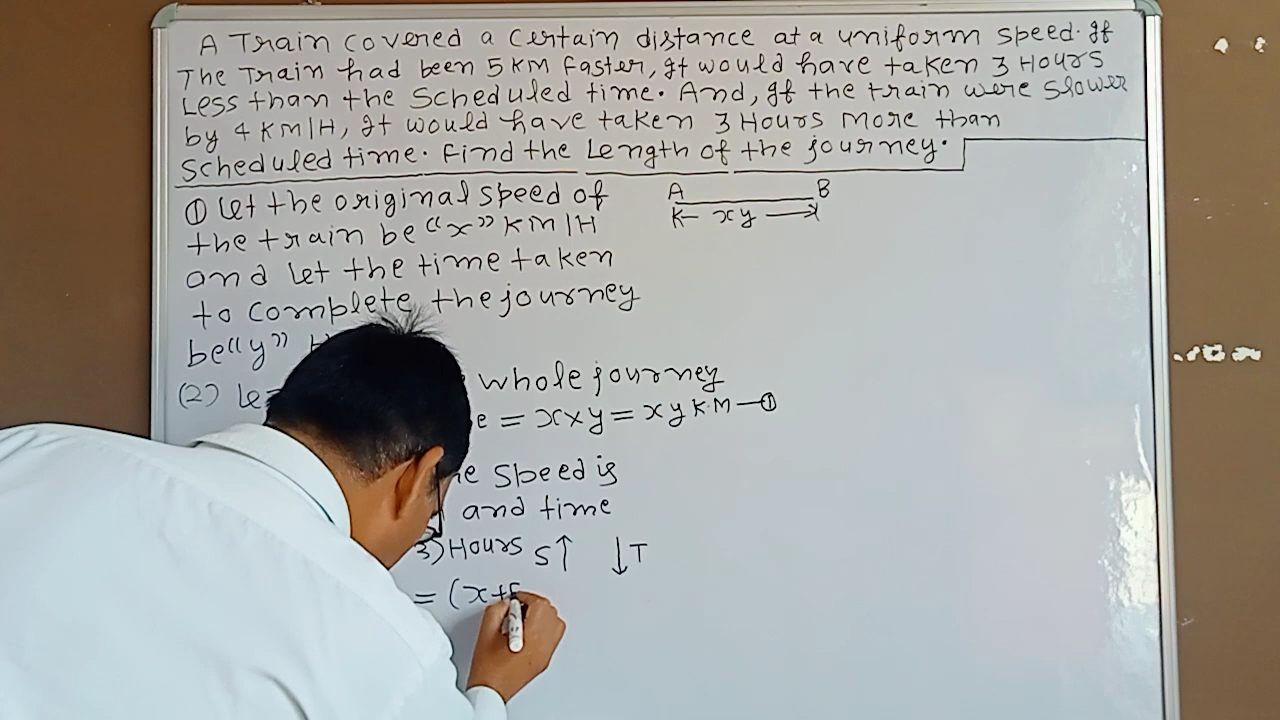 A Train covered a certain distance at a uniform speed. If
The Train had been 5 KM Faster, It would have taken 3 Hours
Less than the Scheduled time. And, If the train were Slower
by 4 KM/H, It would have taken 3 Hours More than
Scheduled time. Find the Length of the journey.
① Let the original speed of
the train be "x" KM/H
and Let the time taken
to complete the journey
be "y"
A B
xy
(2) whole journey
= x×y = xy K.M —①
Speed is
and time
3) Hours S↑ ↓T
= (x+5